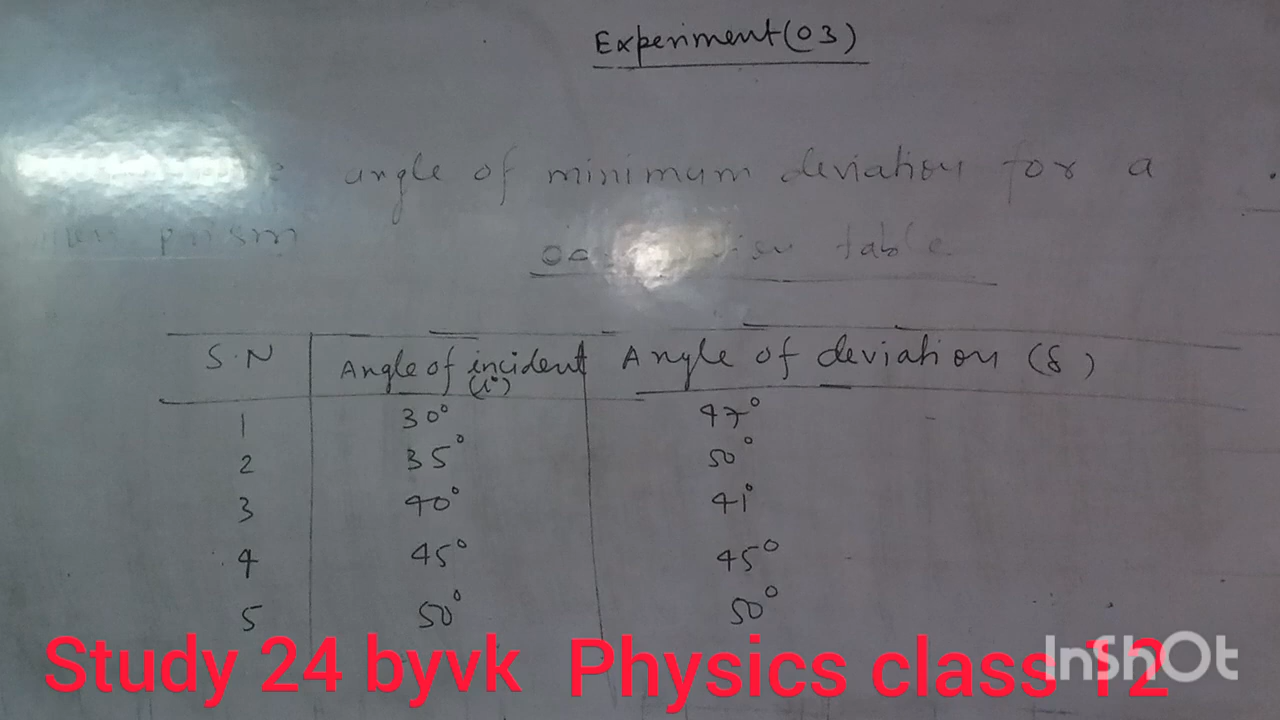 Experiment(03)
angle of minimum deviation for a
prism
table
S.N Angle of incident (i°) Angle of deviation (δ)
1 30° 47°
2 35° 50°
3 40° 41°
4 45° 45°
5 50° 50°
Study 24 byvk Physics class 12
InShOt